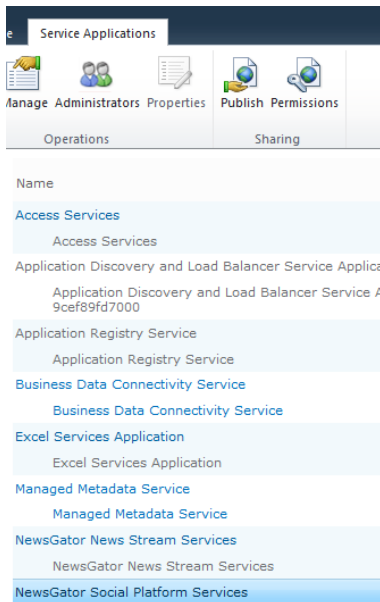 e Service Applications
Manage Administrators Properties Publish Permissions
Operations Sharing
Name
Access Services
Access Services
Application Discovery and Load Balancer Service Applica
Application Discovery and Load Balancer Service A
9cef89fd7000
Application Registry Service
Application Registry Service
Business Data Connectivity Service
Business Data Connectivity Service
Excel Services Application
Excel Services Application
Managed Metadata Service
Managed Metadata Service
NewsGator News Stream Services
NewsGator News Stream Services
NewsGator Social Platform Services